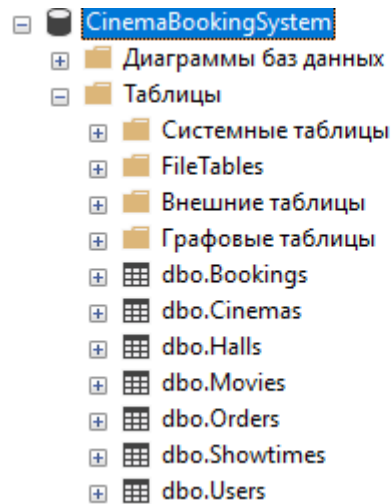 CinemaBookingSystem
Диаграммы баз данных
Таблицы
Системные таблицы
FileTables
Внешние таблицы
Графовые таблицы
dbo.Bookings
dbo.Cinemas
dbo.Halls
dbo.Movies
dbo.Orders
dbo.Showtimes
dbo.Users